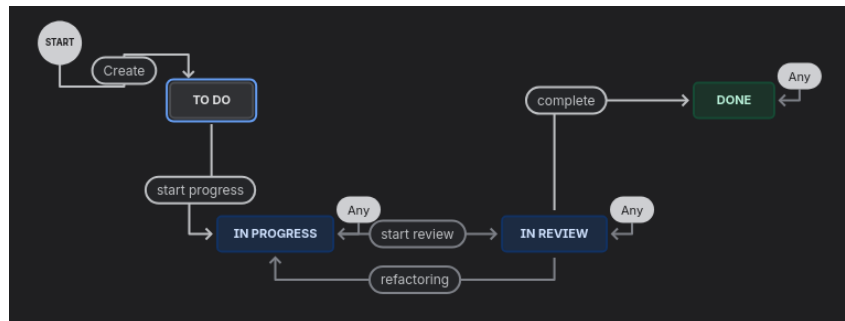 START
Create
TO DO
start progress
Any
IN PROGRESS
start review
refactoring
Any
IN REVIEW
complete
Any
DONE